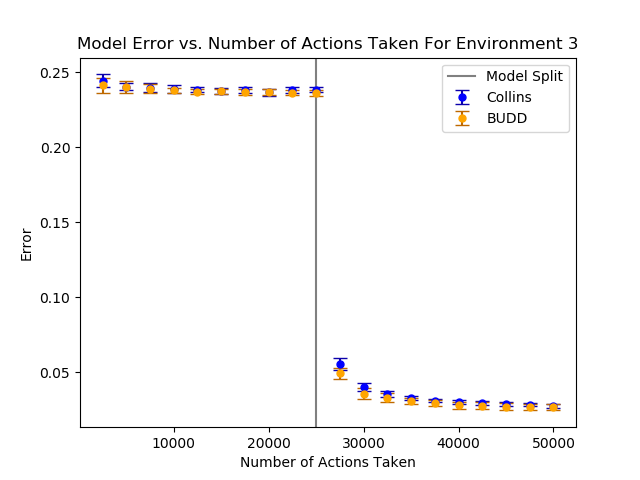 Model Error vs. Number of Actions Taken For Environment 3
0.25
0.20
0.15
0.10
0.05
Error
Model Split
Collins
BUDD
10000
20000
30000
40000
50000
Number of Actions Taken